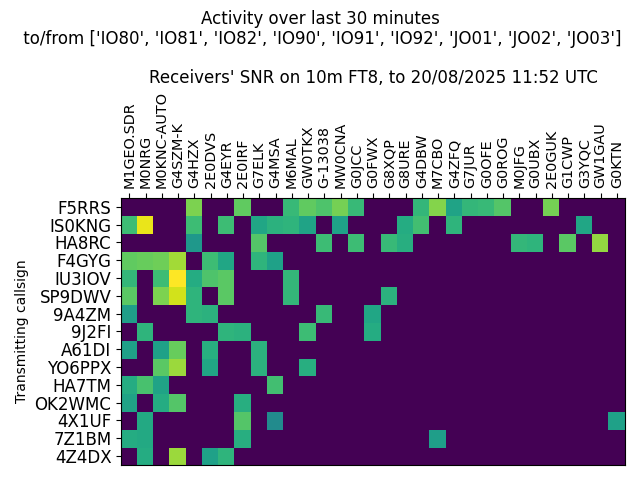 Activity over last 30 minutes
to/from ['IO80', 'IO81', 'IO82', 'IO90', 'IO91', 'IO92', 'JO01', 'JO02', 'JO03']
Receivers' SNR on 10m FT8, to 20/08/2025 11:52 UTC
M1GEO.SDR
M0NRG
M0KNC-AUTO
G4SZM-K
G4HZX
2E0DVS
G4EYR
2E0IRF
G7ELK
G4MSA
M6MAL
GW0TKX
G-13038
MW0CNA
G0JCC
G0FWX
G8XQP
G8URE
G4DBW
M7CBO
G4ZFQ
G7JUR
G0OFE
G0ROG
M0JFG
G0UBX
2E0GUK
G1CWP
G3YQC
GW1GAU
G0KTN
Transmitting callsign
F5RRS
IS0KNG
HA8RC
F4GYG
IU3IOV
SP9DWV
9A4ZM
9J2FI
A61DI
YO6PPX
HA7TM
OK2WMC
4X1UF
7Z1BM
4Z4DX